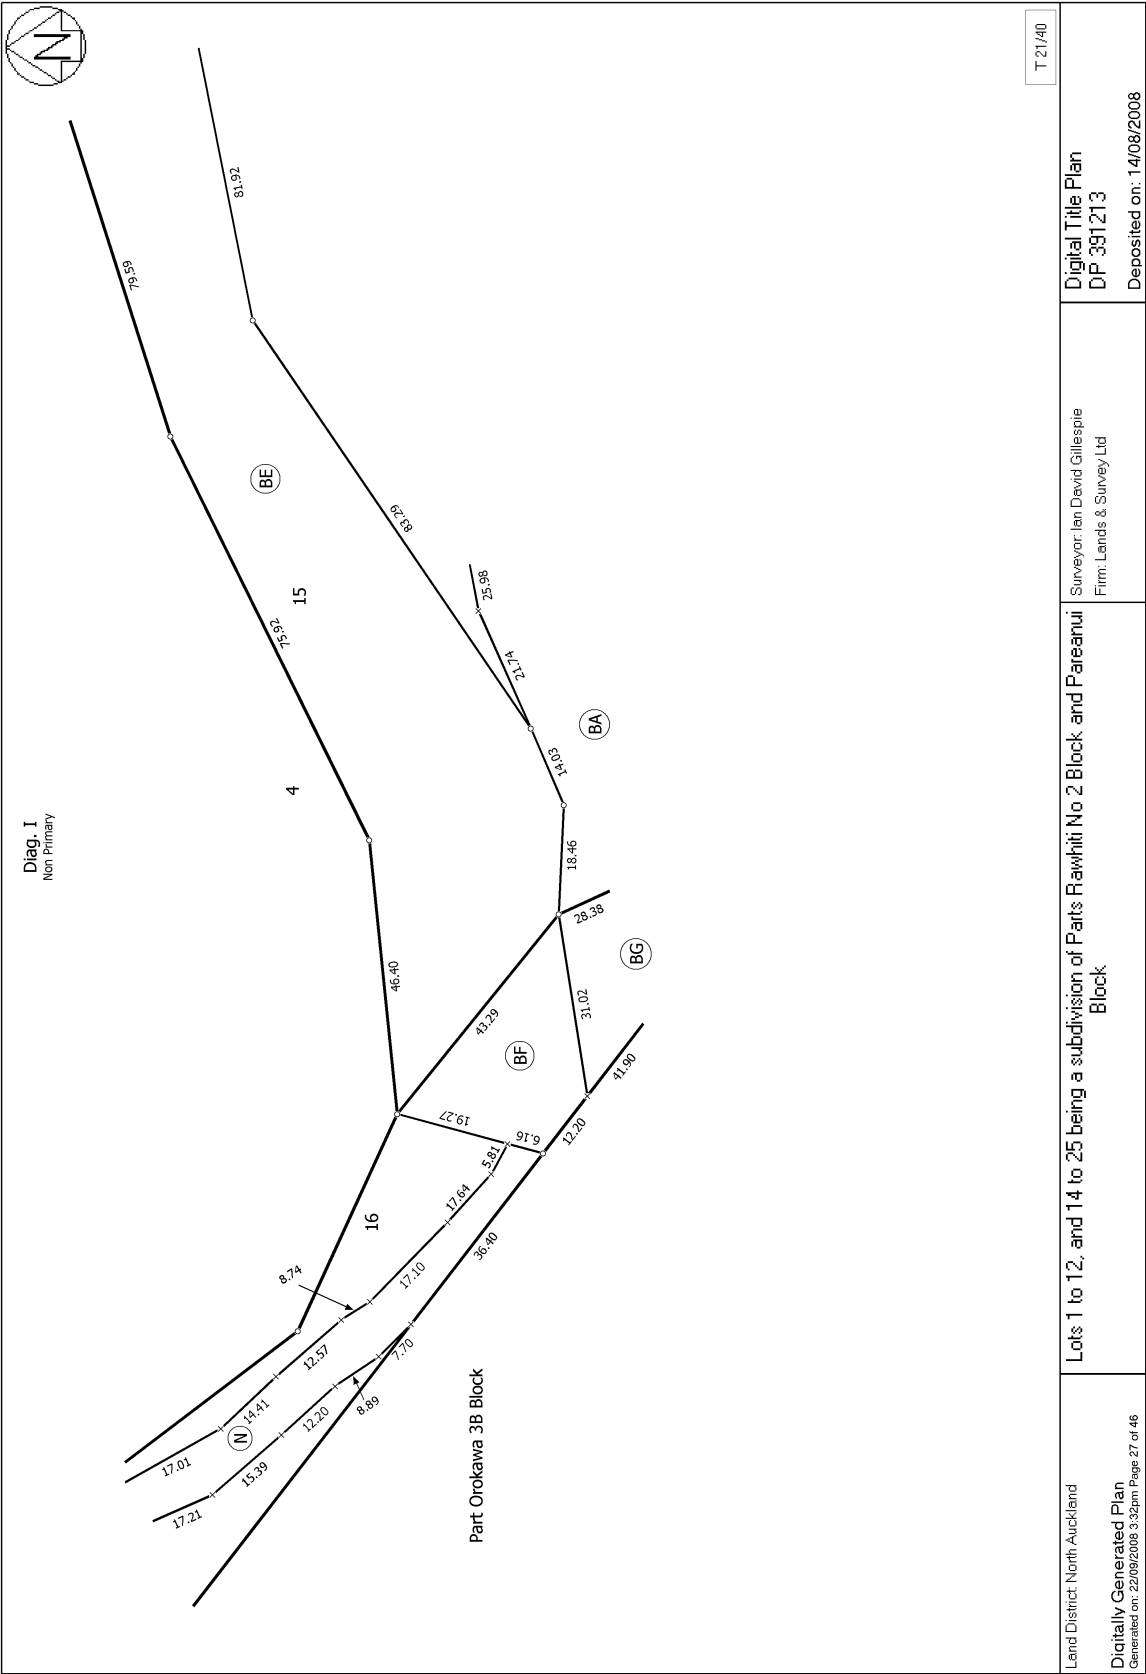 Diag. I
Non Primary
N
T 21/40
17.21
17.01
15.39
N
14.41
12.20
12.57
8.89
8.74
7.70
17.10
36.40
16
17.64
5.81
6.16
19.27
12.20
41.90
BF
43.29
31.02
BG
28.38
46.40
18.46
14.03
BA
4
15
75.92
21.74
25.98
83.29
BE
79.59
81.92
Part Orokawa 3B Block
Land District: North Auckland
Digitally Generated Plan
Generated on: 22/09/2008 3:32pm Page 27 of 46
Lots 1 to 12, and 14 to 25 being a subdivision of Parts Rawhiti No 2 Block and Pareanui
Block
Surveyor: Ian David Gillespie
Firm: Lands & Survey Ltd
Digital Title Plan
DP 391213
Deposited on: 14/08/2008